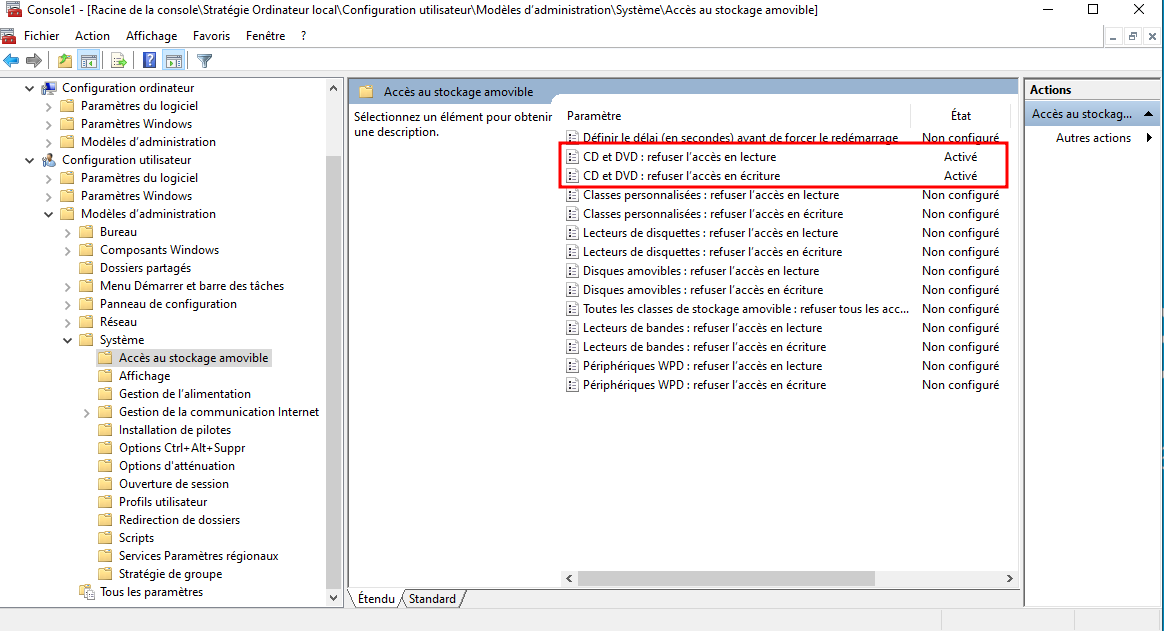 Console1 - [Racine de la console\Stratégie Ordinateur local\Configuration utilisateur\Modèles d'administration\Système\Accès au stockage amovible]
Fichier Action Affichage Favoris Fenêtre ?
Configuration ordinateur
Paramètres du logiciel
Paramètres Windows
Modèles d'administration
Configuration utilisateur
Paramètres du logiciel
Paramètres Windows
Modèles d'administration
Bureau
Composants Windows
Dossiers partagés
Menu Démarrer et barre des tâches
Panneau de configuration
Réseau
Système
Accès au stockage amovible
Affichage
Gestion de l'alimentation
Gestion de la communication Internet
Installation de pilotes
Options Ctrl+Alt+Suppr
Options d'atténuation
Ouverture de session
Profils utilisateur
Redirection de dossiers
Scripts
Services Paramètres régionaux
Stratégie de groupe
Tous les paramètres
Accès au stockage amovible
Sélectionnez un élément pour obtenir
une description.
Paramètre État
Définir le délai (en secondes) avant de forcer le redémarrage Non configuré
CD et DVD : refuser l'accès en lecture Activé
CD et DVD : refuser l'accès en écriture Activé
Classes personnalisées : refuser l'accès en lecture Non configuré
Classes personnalisées : refuser l'accès en écriture Non configuré
Lecteurs de disquettes : refuser l'accès en lecture Non configuré
Lecteurs de disquettes : refuser l'accès en écriture Non configuré
Disques amovibles : refuser l'accès en lecture Non configuré
Disques amovibles : refuser l'accès en écriture Non configuré
Toutes les classes de stockage amovible : refuser tous les acc... Non configuré
Lecteurs de bandes : refuser l'accès en lecture Non configuré
Lecteurs de bandes : refuser l'accès en écriture Non configuré
Périphériques WPD : refuser l'accès en lecture Non configuré
Périphériques WPD : refuser l'accès en écriture Non configuré
Étendu Standard
Actions
Accès au stockag...
Autres actions